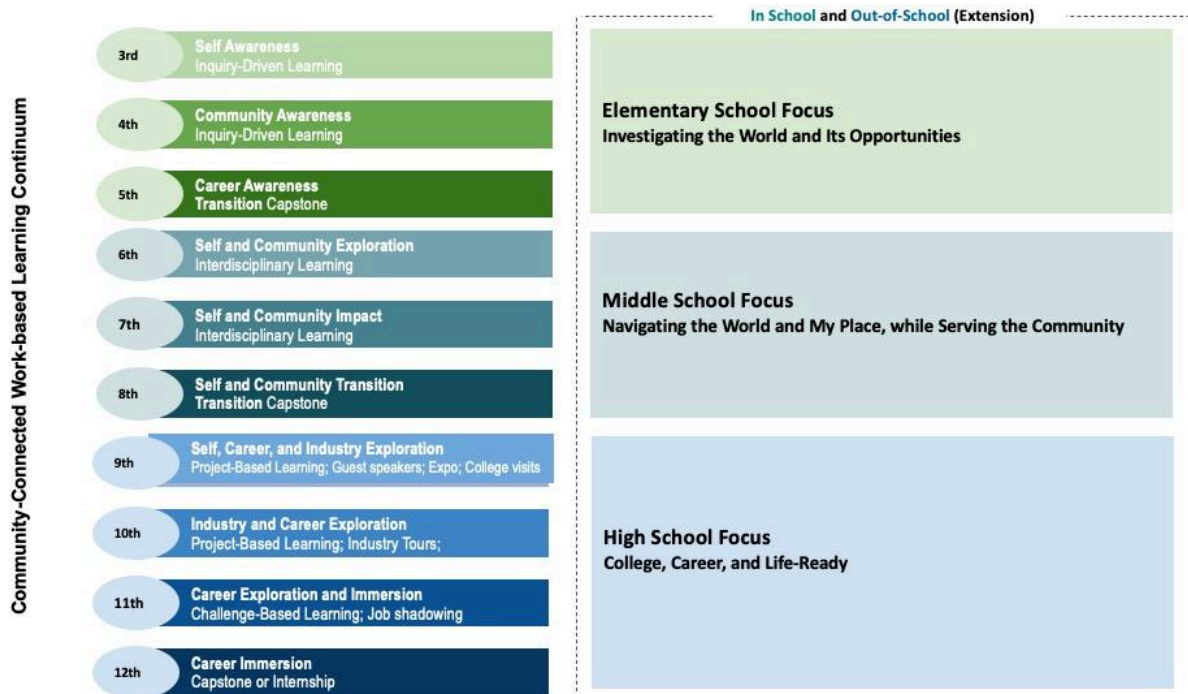 In School and Out-of-School (Extension)
Community-Connected Work-based Learning Continuum
3rd
Self Awareness
Inquiry-Driven Learning
4th
Community Awareness
Inquiry-Driven Learning
5th
Career Awareness
Transition Capstone
Elementary School Focus
Investigating the World and Its Opportunities
6th
Self and Community Exploration
Interdisciplinary Learning
7th
Self and Community Impact
Interdisciplinary Learning
8th
Self and Community Transition
Transition Capstone
Middle School Focus
Navigating the World and My Place, while Serving the Community
9th
Self, Career, and Industry Exploration
Project-Based Learning; Guest speakers; Expo; College visits
10th
Industry and Career Exploration
Project-Based Learning; Industry Tours;
11th
Career Exploration and Immersion
Challenge-Based Learning; Job shadowing
12th
Career Immersion
Capstone or Internship
High School Focus
College, Career, and Life-Ready